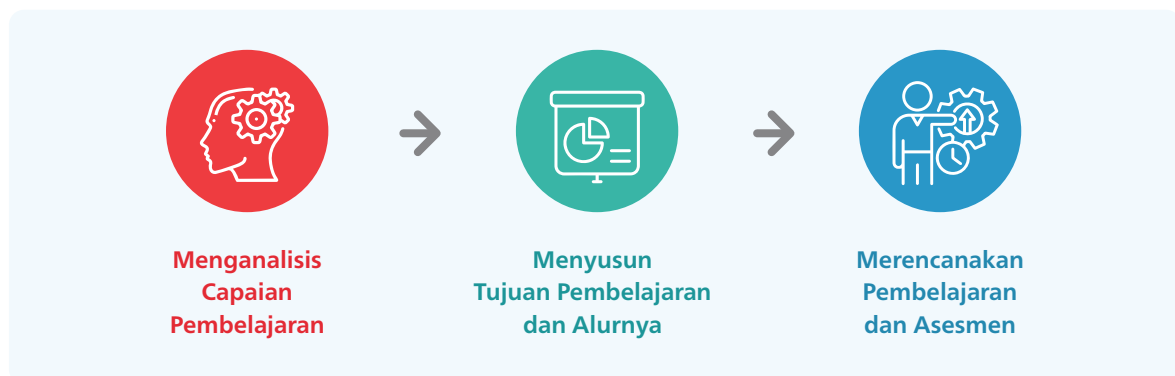 Menganalisis
Capaian
Pembelajaran
Menyusun
Tujuan Pembelajaran
dan Alurnya
Merencanakan
Pembelajaran
dan Asesmen